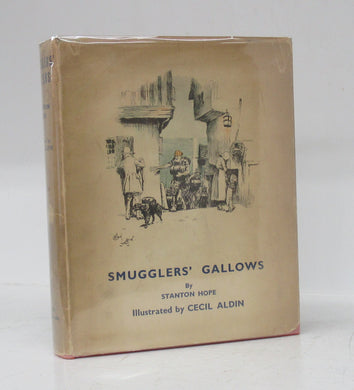 SMUGGLERS' GALLOWS
By
STANTON HOPE
Illustrated by CECIL ALDIN